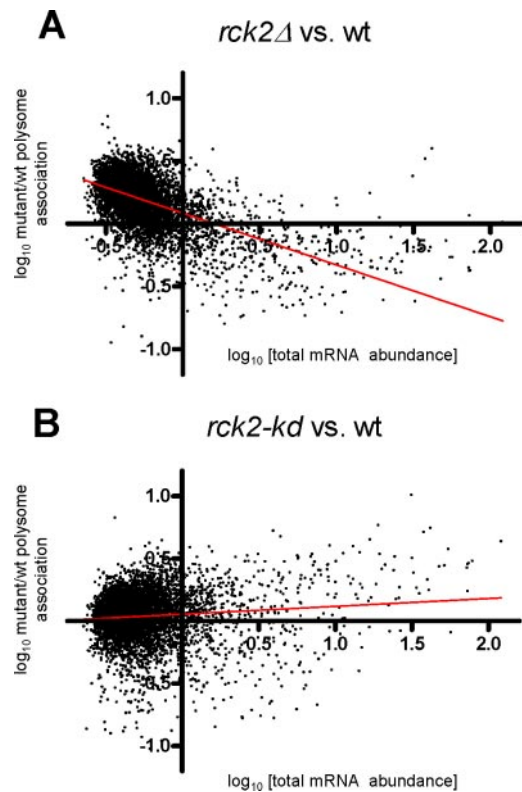 A
rck2Δ vs. wt
log₁₀ mutant/wt polysome
association
1.0
0.5
-0.5
0.5
1.0
1.5
2.0
-0.5
-1.0
log₁₀ [total mRNA abundance]
B
rck2-kd vs. wt
log₁₀ mutant/wt polysome
association
1.0
0.5
0.5
1.0
1.5
2.0
-0.5
-1.0
log₁₀ [total mRNA abundance]